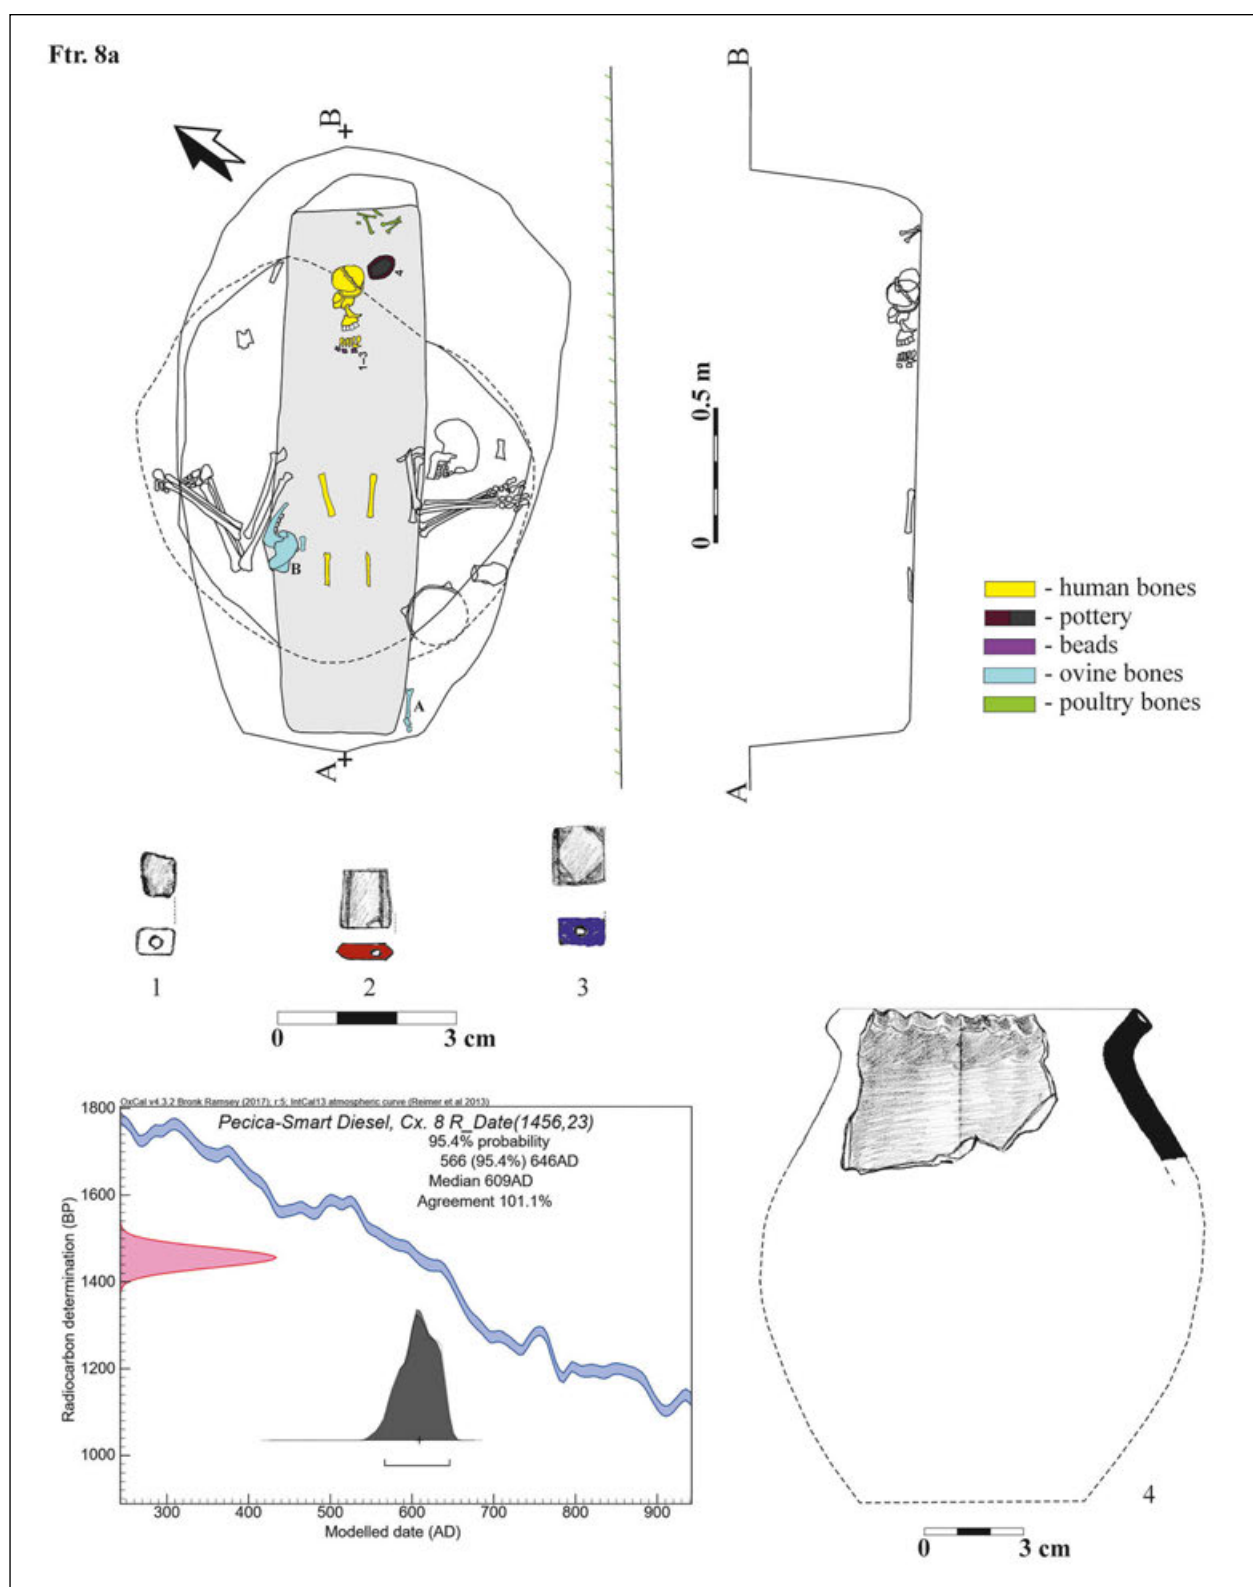 Ftr. 8a
B
B
4
1-3
0.5 m
0
B
A
A
A
- human bones
- pottery
- beads
- ovine bones
- poultry bones
1
2
3
0
3 cm
OxCal v4.3.2 Bronk Ramsey (2017); r:5; IntCal13 atmospheric curve (Reimer et al 2013)
Pecica-Smart Diesel, Cx. 8 R_Date(1456,23)
95.4% probability
566 (95.4%) 646AD
Median 609AD
Agreement 101.1%
1800
1600
1400
1200
1000
Radiocarbon determination (BP)
300 400 500 600 700 800 900
Modelled date (AD)
4
0
3 cm